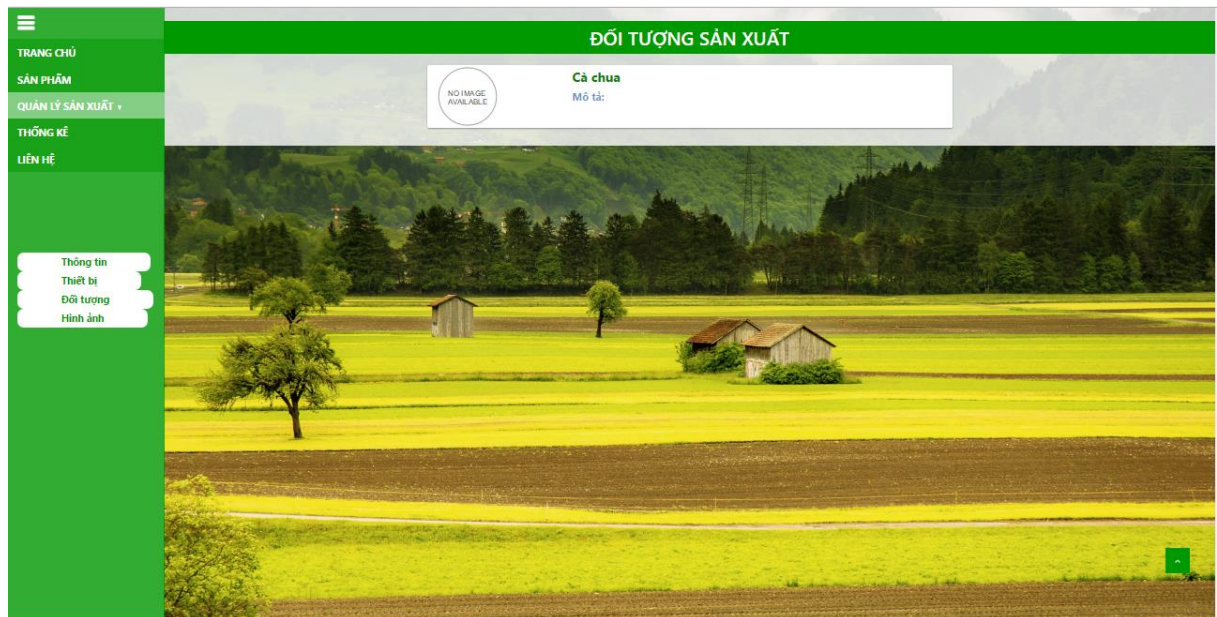 TRANG CHỦ
SẢN PHẨM
QUẢN LÝ SẢN XUẤT
THỐNG KÊ
LIÊN HỆ
Thông tin
Thiết bị
Đối tượng
Hình ảnh
ĐỐI TƯỢNG SẢN XUẤT
NO IMAGE
AVAILABLE
Cà chua
Mô tả: